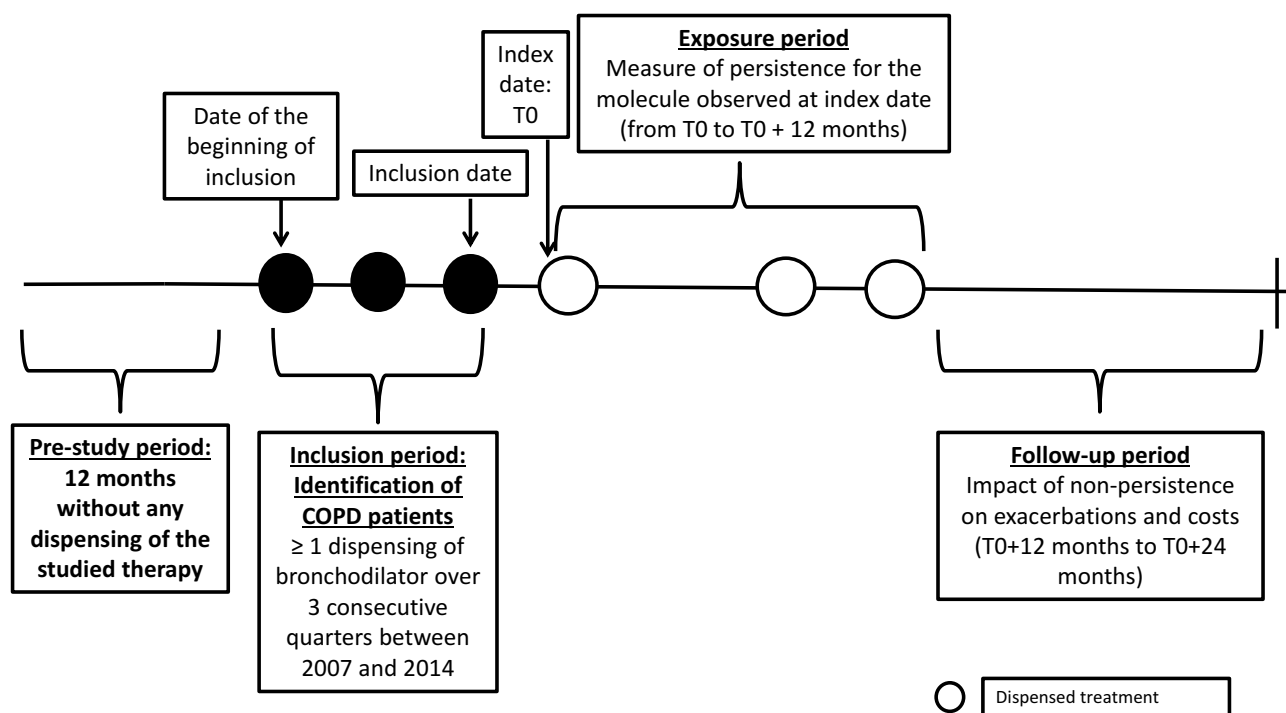 Index
date:
T0
Exposure period
Measure of persistence for the
molecule observed at index date
(from T0 to T0 + 12 months)
Date of the
beginning of
inclusion
Inclusion date
Pre-study period:
12 months
without any
dispensing of the
studied therapy
Inclusion period:
Identification of
COPD patients
≥ 1 dispensing of
bronchodilator over
3 consecutive
quarters between
2007 and 2014
Follow-up period
Impact of non-persistence
on exacerbations and costs
(T0+12 months to T0+24
months)
Dispensed treatment